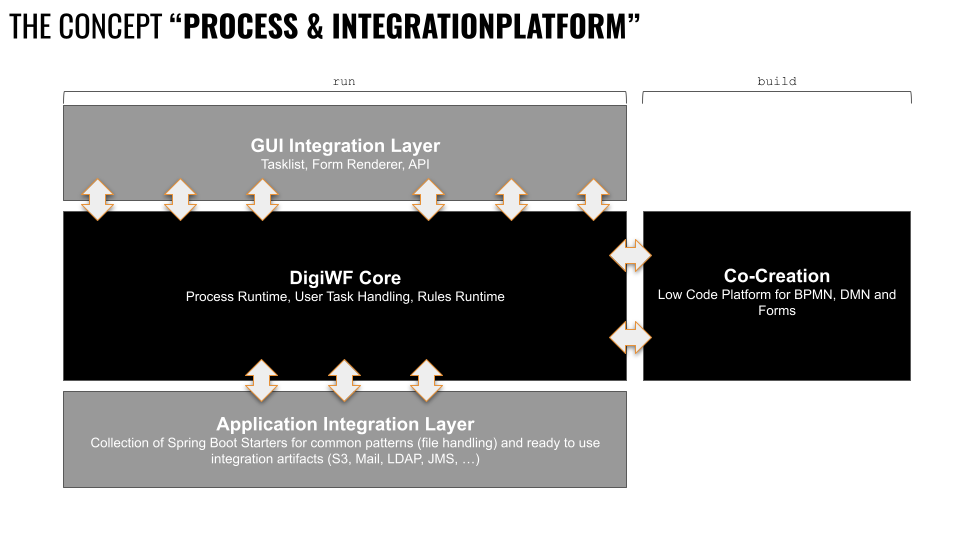 THE CONCEPT “PROCESS & INTEGRATIONPLATFORM”
run
build
GUI Integration Layer
Tasklist, Form Renderer, API
DigiWF Core
Process Runtime, User Task Handling, Rules Runtime
Co-Creation
Low Code Platform for BPMN, DMN and
Forms
Application Integration Layer
Collection of Spring Boot Starters for common patterns (file handling) and ready to use
integration artifacts (S3, Mail, LDAP, JMS, …)